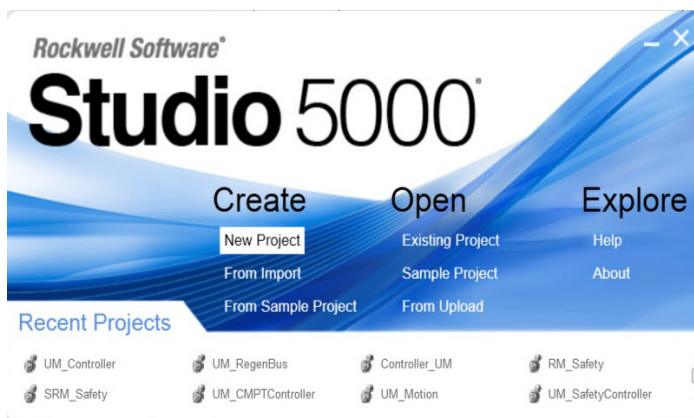 Rockwell Software®
Studio 5000®
Create
New Project
From Import
From Sample Project
Open
Existing Project
Sample Project
From Upload
Explore
Help
About
Recent Projects
UM_Controller
UM_RegenBus
Controller_UM
RM_Safety
SRM_Safety
UM_CMPTController
UM_Motion
UM_SafetyController